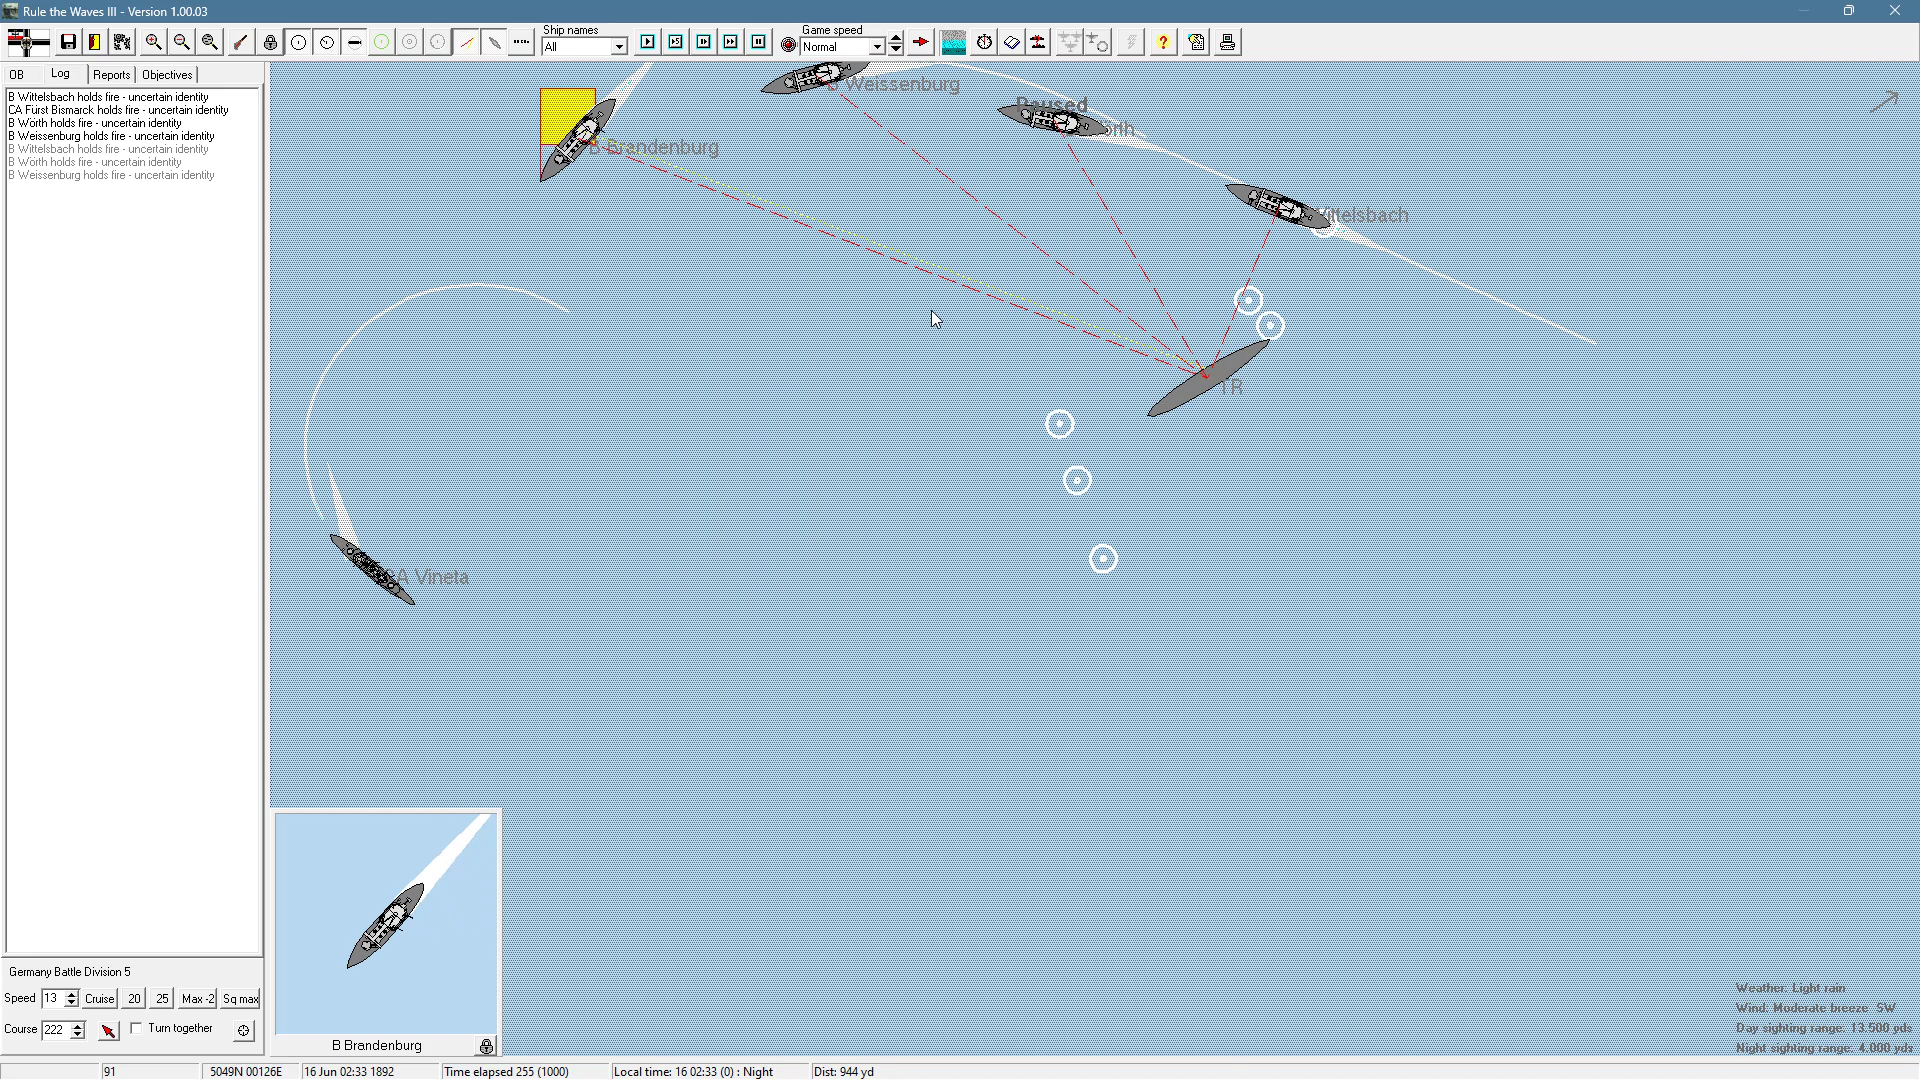 Rule the Waves III - Version 1.00.03
Ship names
All
Game speed
Normal
OB
Log
Reports
Objectives
B Wittelsbach holds fire - uncertain identity
CA Fürst Bismarck holds fire - uncertain identity
B Wörth holds fire - uncertain identity
B Weissenburg holds fire - uncertain identity
B Wittelsbach holds fire - uncertain identity
B Wörth holds fire - uncertain identity
B Weissenburg holds fire - uncertain identity
B Weissenburg
Paused
B Brandenburg
TR
CA Vineta
Germany Battle Division 5
Speed 13 Cruise 20 25 Max -2 Sq max
Course 222 Turn together
B Brandenburg
Weather: Light rain
Wind: Moderate breeze SW
Day sighting range: 13.500 yds
Night sighting range: 4.000 yds
91
5049N 00126E
16 Jun 02:33 1892
Time elapsed 255 (1000)
Local time: 16 02:33 (0) : Night
Dist: 944 yd